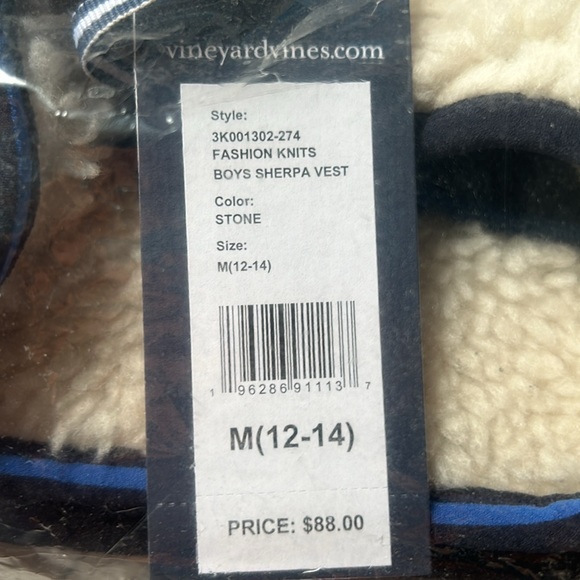 vineyardvines.com
Style:
3K001302-274
FASHION KNITS
BOYS SHERPA VEST
Color:
STONE
Size:
M(12-14)
1 96286 91113 7
M(12-14)
PRICE: $88.00